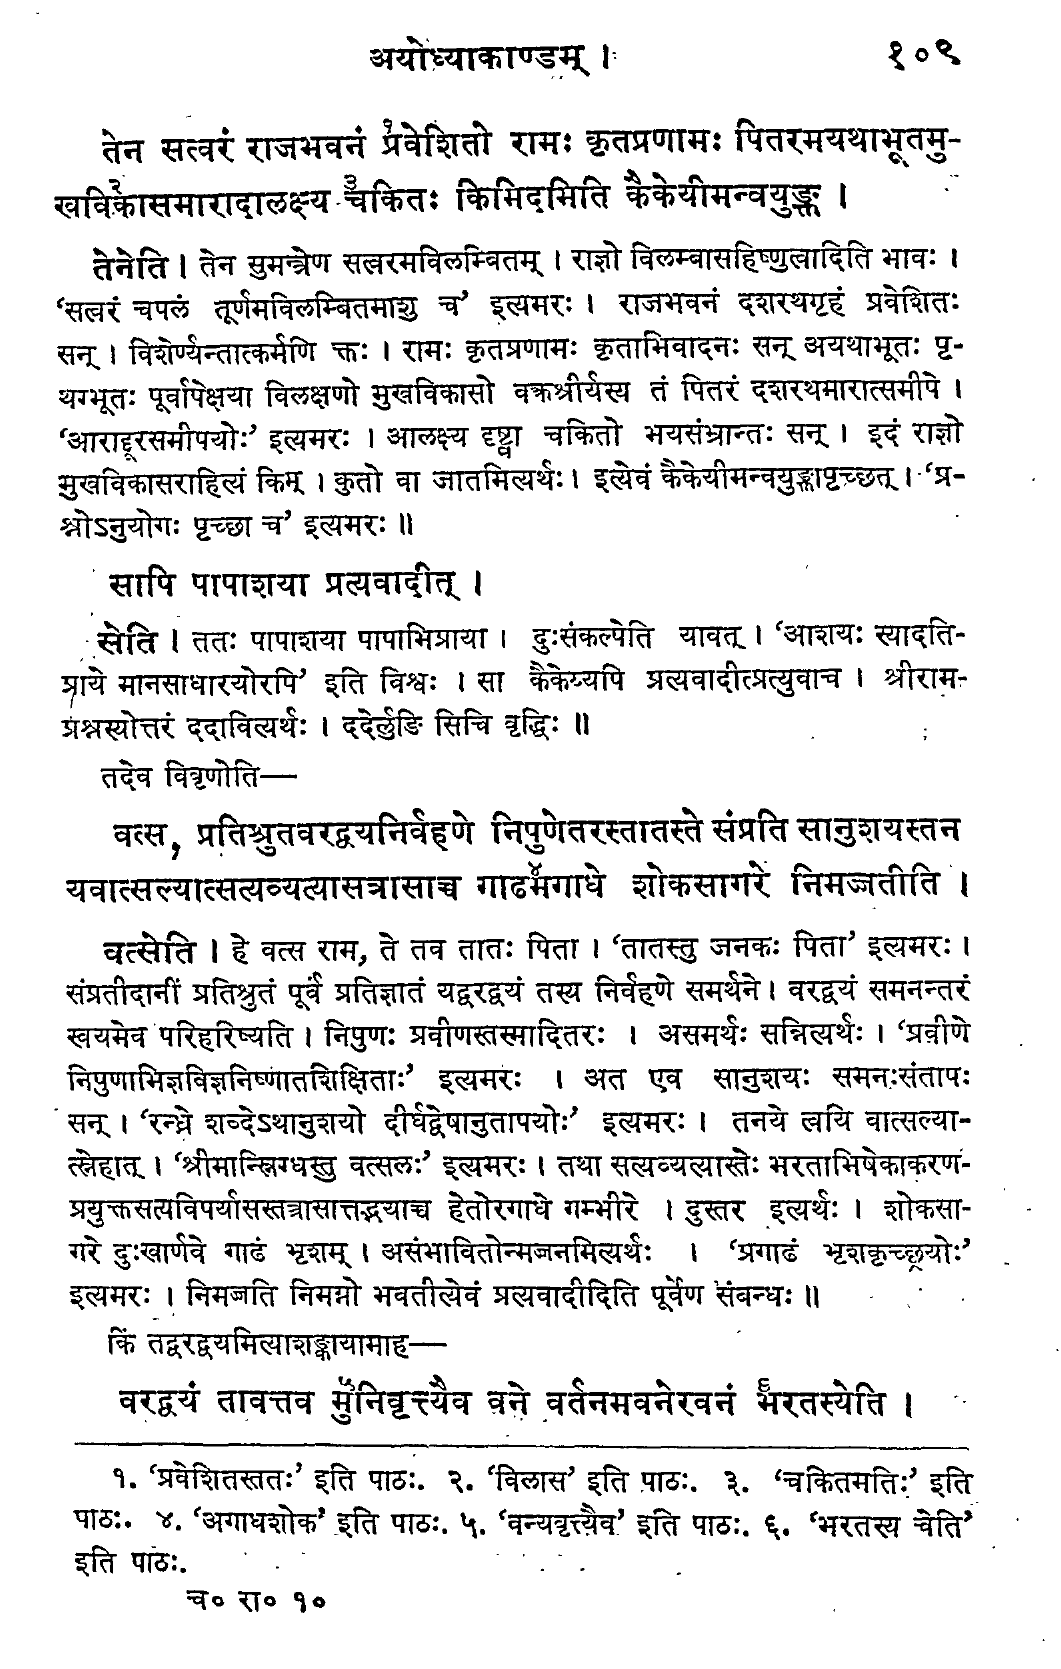 अयोध्याकाण्डम् । १०९
तेन सत्वरं राजभवनं प्र१वेशितो रामः कृतप्रणामः पितरमयथाभूतमु-
खवि२कासमारादालक्ष्य ३चकितः किमिदमिति कैकेयीमन्वयुङ्क्त ।
तेनेति । तेन सुमन्त्रेण सत्वरमविलम्बितम् । राज्ञो विलम्बासहिष्णुत्वादिति भावः ।
‘सत्वरं चपलं तूर्णमविलम्बितमाशु च’ इत्यमरः । राजभवनं दशरथगृहं प्रवेशितः
सन् । विशेर्ण्यन्तात्कर्मणि क्तः । रामः कृतप्रणामः कृताभिवादनः सन् अयथाभूतः पृ-
थग्भूतः पूर्वापेक्षया विलक्षणो मुखविकासो वक्त्रश्रीर्यस्य तं पितरं दशरथमारात्समीपे ।
‘आराद्दूरसमीपयोः’ इत्यमरः । आलक्ष्य दृष्ट्वा चकितो भयसंभ्रान्तः सन् । इदं राज्ञो
मुखविकासराहित्यं किम् । कुतो वा जातमित्यर्थः । इत्येवं कैकेयीमन्वयुङ्क्तापृच्छत् । ‘प्र-
श्नोऽनुयोगः पृच्छा च’ इत्यमरः ॥
सापि पापाशया प्रत्यवादीत् ।
सेति । ततः पापाशया पापाभिप्राया । दुःसंकल्पेति यावत् । ‘आशयः स्यादति-
प्राये मानसाधारयोरपि’ इति विश्वः । सा कैकेय्यपि प्रत्यवादीत्प्रत्युवाच । श्रीराम-
प्रश्नस्योत्तरं ददावित्यर्थः । ददेर्लुङि सिचि वृद्धिः ॥
तदेव विवृणोति—
वत्स, प्रतिश्रुतवरद्वयनिर्वहणे निपुणेतरस्तातस्ते संप्रति सानुशयस्तन
यवात्सल्यात्सत्यव्यत्यासत्रासाच्च गाढ४मगाधे शोकसागरे निमज्जतीति ।
वत्सेति । हे वत्स राम, ते तव तातः पिता । ‘तातस्तु जनकः पिता’ इत्यमरः ।
संप्रतीदानीं प्रतिश्रुतं पूर्वं प्रतिज्ञातं यद्वरद्वयं तस्य निर्वहणे समर्थने । वरद्वयं समनन्तरं
स्वयमेव परिहरिष्यति । निपुणः प्रवीणस्तस्मादितरः । असमर्थः सन्नित्यर्थः । ‘प्रवीणे
निपुणाभिज्ञविज्ञनिष्णातशिक्षिताः’ इत्यमरः । अत एव सानुशयः समनःसंतापः
सन् । ‘रन्ध्रे शब्देऽथानुशयो दीर्घद्वेषानुतापयोः’ इत्यमरः । तनये त्वयि वात्सल्या-
त्स्नेहात् । ‘श्रीमान्स्निग्धस्तु वत्सलः’ इत्यमरः । तथा सत्यव्यत्यास्तेः भरताभिषेकाकरण-
प्रयुक्तसत्यविपर्यासस्तत्रासात्तद्भयाच्च हेतोरगाधे गम्भीरे । दुस्तर इत्यर्थः । शोकसा-
गरे दुःखार्णवे गाढं भृशम् । असंभावितोन्मज्जनमित्यर्थः । ‘प्रगाढं भृशकृच्छ्रयोः’
इत्यमरः । निमज्जति निमग्नो भवतीत्येवं प्रत्यवादीदिति पूर्वेण संबन्धः ॥
किं तद्वरद्वयमित्याशङ्कायामाह—
वरद्वयं तावत्तव ५मुनिवृत्त्यैव वने वर्तनमवनेरवनं ६भरतस्येति ।
१. ‘प्रवेशितस्ततः’ इति पाठः. २. ‘विलास’ इति पाठः. ३. ‘चकितमतिः’ इति
पाठः. ४. ‘अगाधशोक’ इति पाठः. ५. ‘वन्यवृत्त्यैव’ इति पाठः. ६. ‘भरतस्य चेति’
इति पाठः.
च० रा० १०